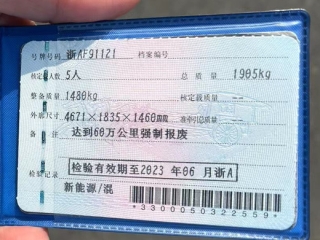 号牌号码 浙AF91121 档案编号
核定载人数 5人 总质量 1905kg
整备质量 1480kg 核定载质量 --
外廓尺寸 4671×1835×1460mm 准牵引总质量 --
备注 达到60万公里强制报废
检验有效期至2023 年06 月浙A
检验记录
新能源/混
*3300050322559*